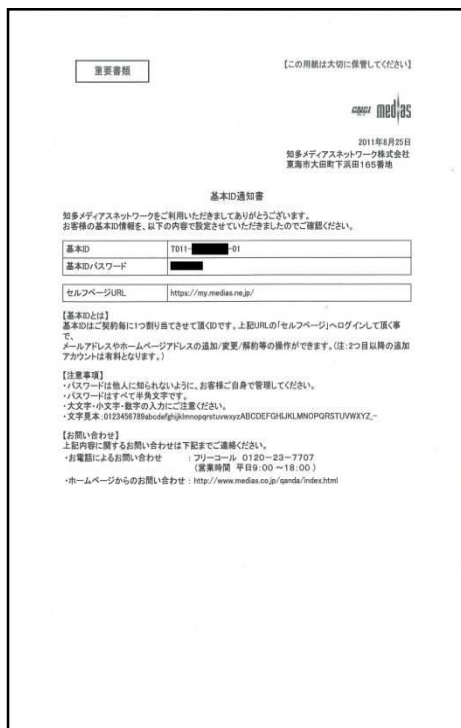 重要書類
【この用紙は大切に保管してください】
CNCI medias
2011年8月25日
知多メディアスネットワーク株式会社
東海市大田町下浜田165番地
基本ID通知書
知多メディアスネットワークをご利用いただきましてありがとうございます。
お客様の基本ID情報を、以下の内容で設定させていただきましたのでご確認ください。
基本ID T011- -01
基本IDパスワード
セルフページURL https://my.medias.ne.jp/
【基本IDとは】
基本IDはご契約毎に1つ割り当てさせて頂くIDです。上記URLの「セルフページ」へログインして頂く事
で、
メールアドレスやホームページアドレスの追加/変更/解約等の操作ができます。(注:2つ目以降の追加
アカウントは有料となります。)
【注意事項】
・パスワードは他人に知られないように、お客様ご自身で管理してください。
・パスワードはすべて半角文字です。
・大文字・小文字・数字の入力にご注意ください。
・文字見本:0123456789abcdefghijklmnopqrstuvwxyzABCDEFGHIJKLMNOPQRSTUVWXYZ_-
【お問い合わせ】
上記内容に関するお問い合わせは下記までご連絡ください。
・お電話によるお問い合わせ :フリーコール 0120-23-7707
(営業時間 平日9:00 ~18:00)
・ホームページからのお問い合わせ:http://www.medias.co.jp/qanda/index.html